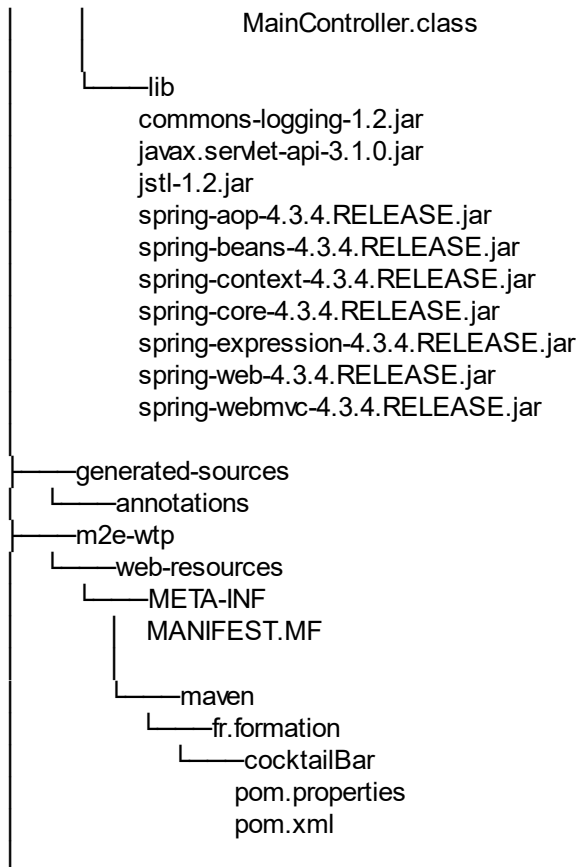 MainController.class
lib
commons-logging-1.2.jar
javax.servlet-api-3.1.0.jar
jstl-1.2.jar
spring-aop-4.3.4.RELEASE.jar
spring-beans-4.3.4.RELEASE.jar
spring-context-4.3.4.RELEASE.jar
spring-core-4.3.4.RELEASE.jar
spring-expression-4.3.4.RELEASE.jar
spring-web-4.3.4.RELEASE.jar
spring-webmvc-4.3.4.RELEASE.jar
generated-sources
annotations
m2e-wtp
web-resources
META-INF
MANIFEST.MF
maven
fr.formation
cocktailBar
pom.properties
pom.xml